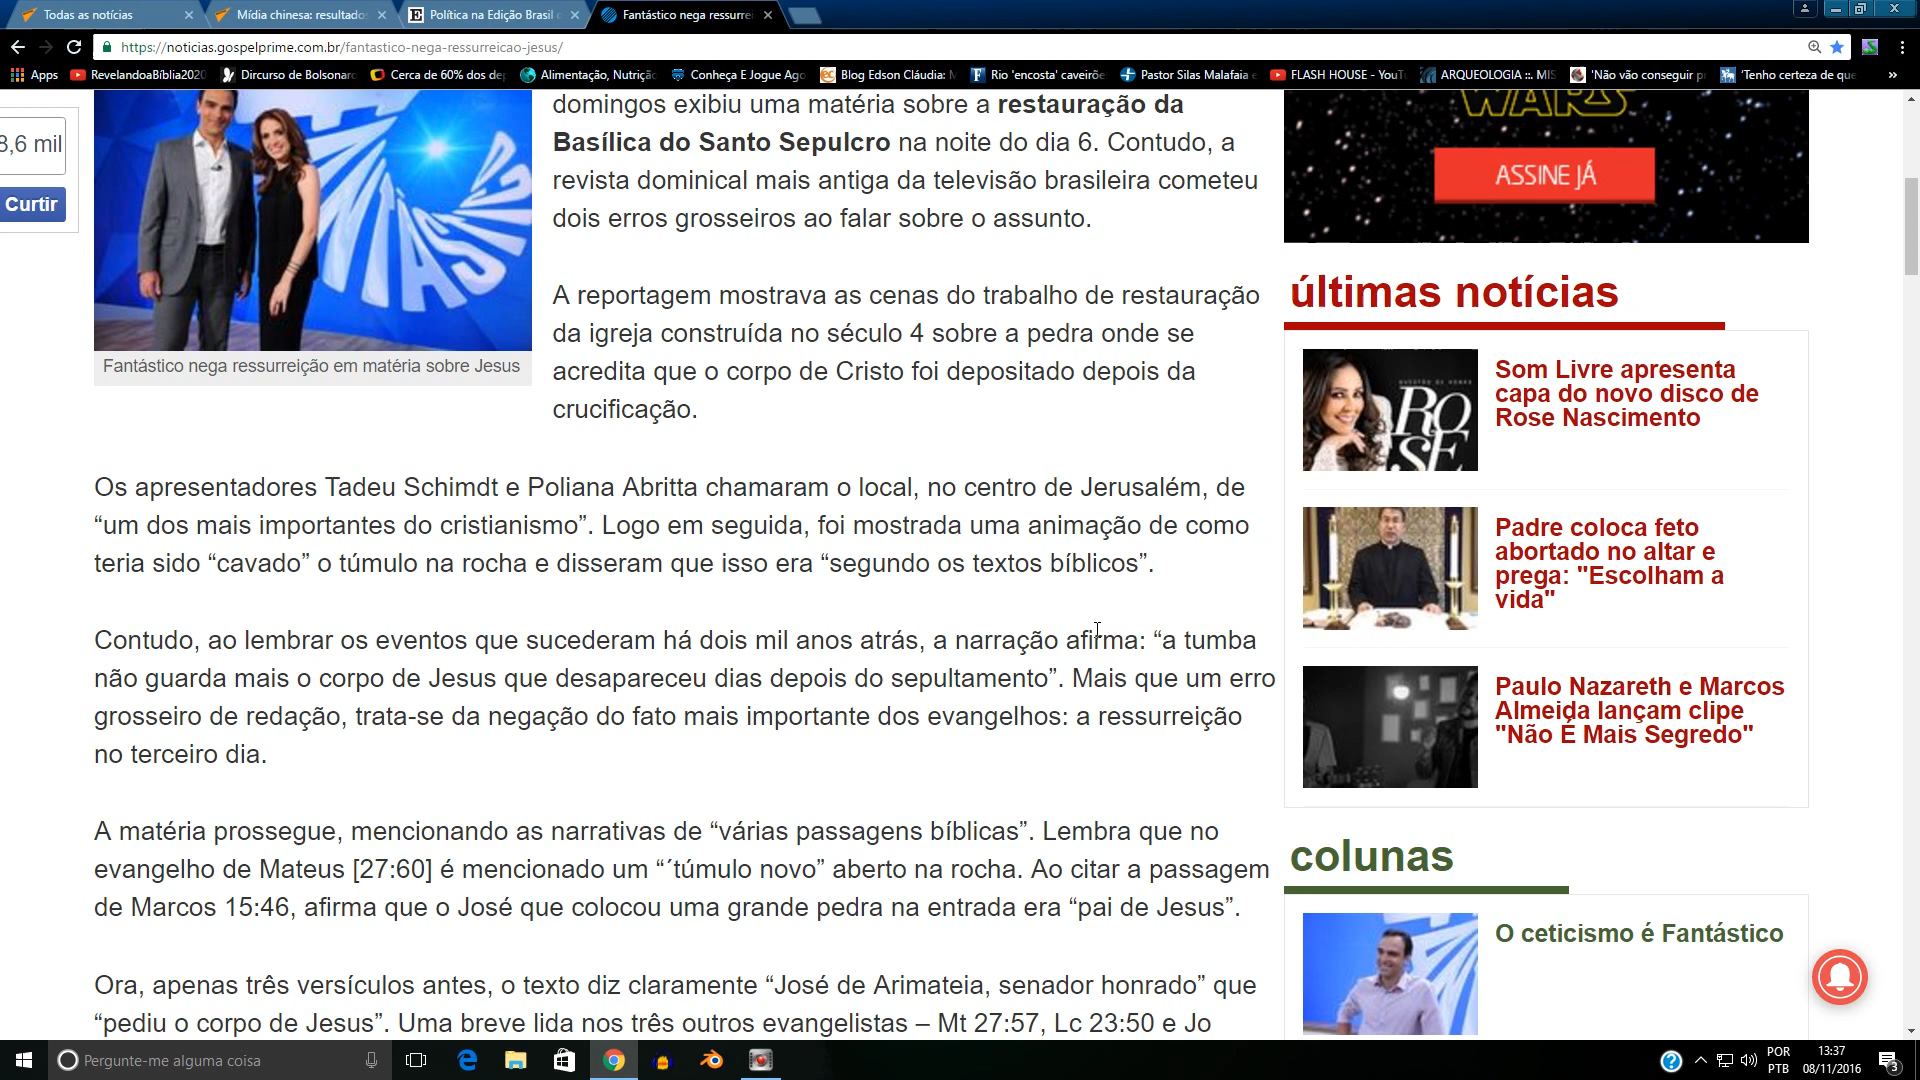 Todas as notícias
Mídia chinesa: resultados
Política na Edição Brasil
Fantástico nega ressurre
https://noticias.gospelprime.com.br/fantastico-nega-ressurreicao-jesus/
Apps
RevelandoaBíblia2020
Dircurso de Bolsonaro
Cerca de 60% dos de
Alimentação, Nutrição
Conheça E Jogue Ago
Blog Edson Cláudia:
Rio 'encosta' caveirõe
Pastor Silas Malafaia
FLASH HOUSE - YouT
ARQUEOLOGIA ::. MIS
'Não vão conseguir p
'Tenho certeza de que
»
8,6 mil
Curtir
domingos exibiu uma matéria sobre a restauração da
Basílica do Santo Sepulcro na noite do dia 6. Contudo, a
revista dominical mais antiga da televisão brasileira cometeu
dois erros grosseiros ao falar sobre o assunto.
A reportagem mostrava as cenas do trabalho de restauração
da igreja construída no século 4 sobre a pedra onde se
acredita que o corpo de Cristo foi depositado depois da
crucificação.
FANTÁSTICO
Fantástico nega ressurreição em matéria sobre Jesus
Os apresentadores Tadeu Schimdt e Poliana Abritta chamaram o local, no centro de Jerusalém, de
“um dos mais importantes do cristianismo”. Logo em seguida, foi mostrada uma animação de como
teria sido “cavado” o túmulo na rocha e disseram que isso era “segundo os textos bíblicos”.
Contudo, ao lembrar os eventos que sucederam há dois mil anos atrás, a narração afirma: “a tumba
não guarda mais o corpo de Jesus que desapareceu dias depois do sepultamento”. Mais que um erro
grosseiro de redação, trata-se da negação do fato mais importante dos evangelhos: a ressurreição
no terceiro dia.
A matéria prossegue, mencionando as narrativas de “várias passagens bíblicas”. Lembra que no
evangelho de Mateus [27:60] é mencionado um “´túmulo novo” aberto na rocha. Ao citar a passagem
de Marcos 15:46, afirma que o José que colocou uma grande pedra na entrada era “pai de Jesus”.
Ora, apenas três versículos antes, o texto diz claramente “José de Arimateia, senador honrado” que
“pediu o corpo de Jesus”. Uma breve lida nos três outros evangelistas – Mt 27:57, Lc 23:50 e Jo
WARS
ASSINE JÁ
últimas notícias
ROSE
Som Livre apresenta
capa do novo disco de
Rose Nascimento
Padre coloca feto
abortado no altar e
prega: "Escolham a
vida"
Paulo Nazareth e Marcos
Almeida lançam clipe
"Não É Mais Segredo"
colunas
O ceticismo é Fantástico
Pergunte-me alguma coisa
POR
PTB
13:37
08/11/2016
3